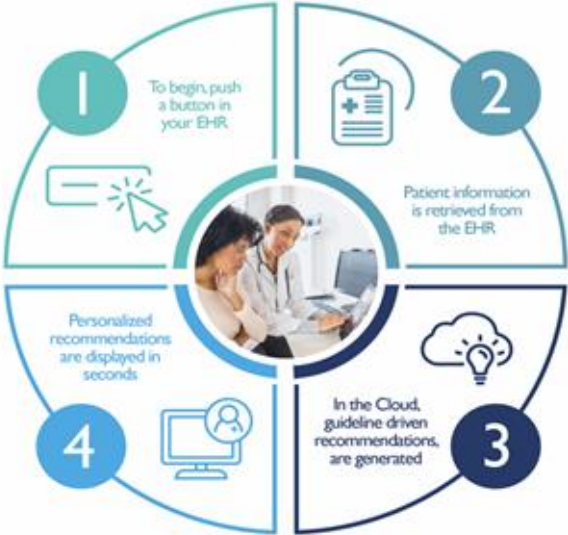 1
To begin, push
a button in
your EHR
2
Patient information
is retrieved from
the EHR
3
In the Cloud,
guideline driven
recommendations,
are generated
4
Personalized
recommendations
are displayed in
seconds